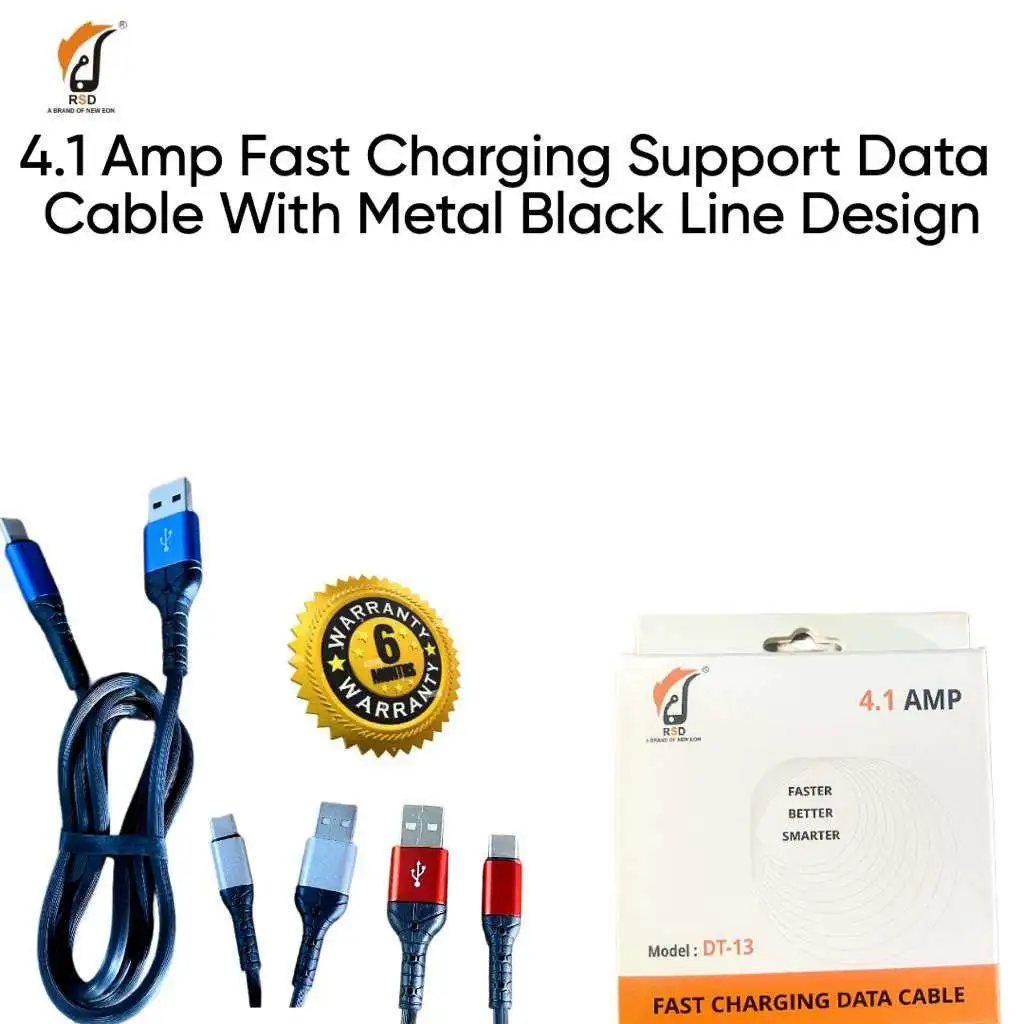 ®
RSD
A BRAND OF NEW EON
4.1 Amp Fast Charging Support Data
Cable With Metal Black Line Design
WARRANTY
6
MONTHS
WARRANTY
®
RSD
A BRAND OF NEW EON
4.1 AMP
FASTER
BETTER
SMARTER
Model : DT-13
FAST CHARGING DATA CABLE